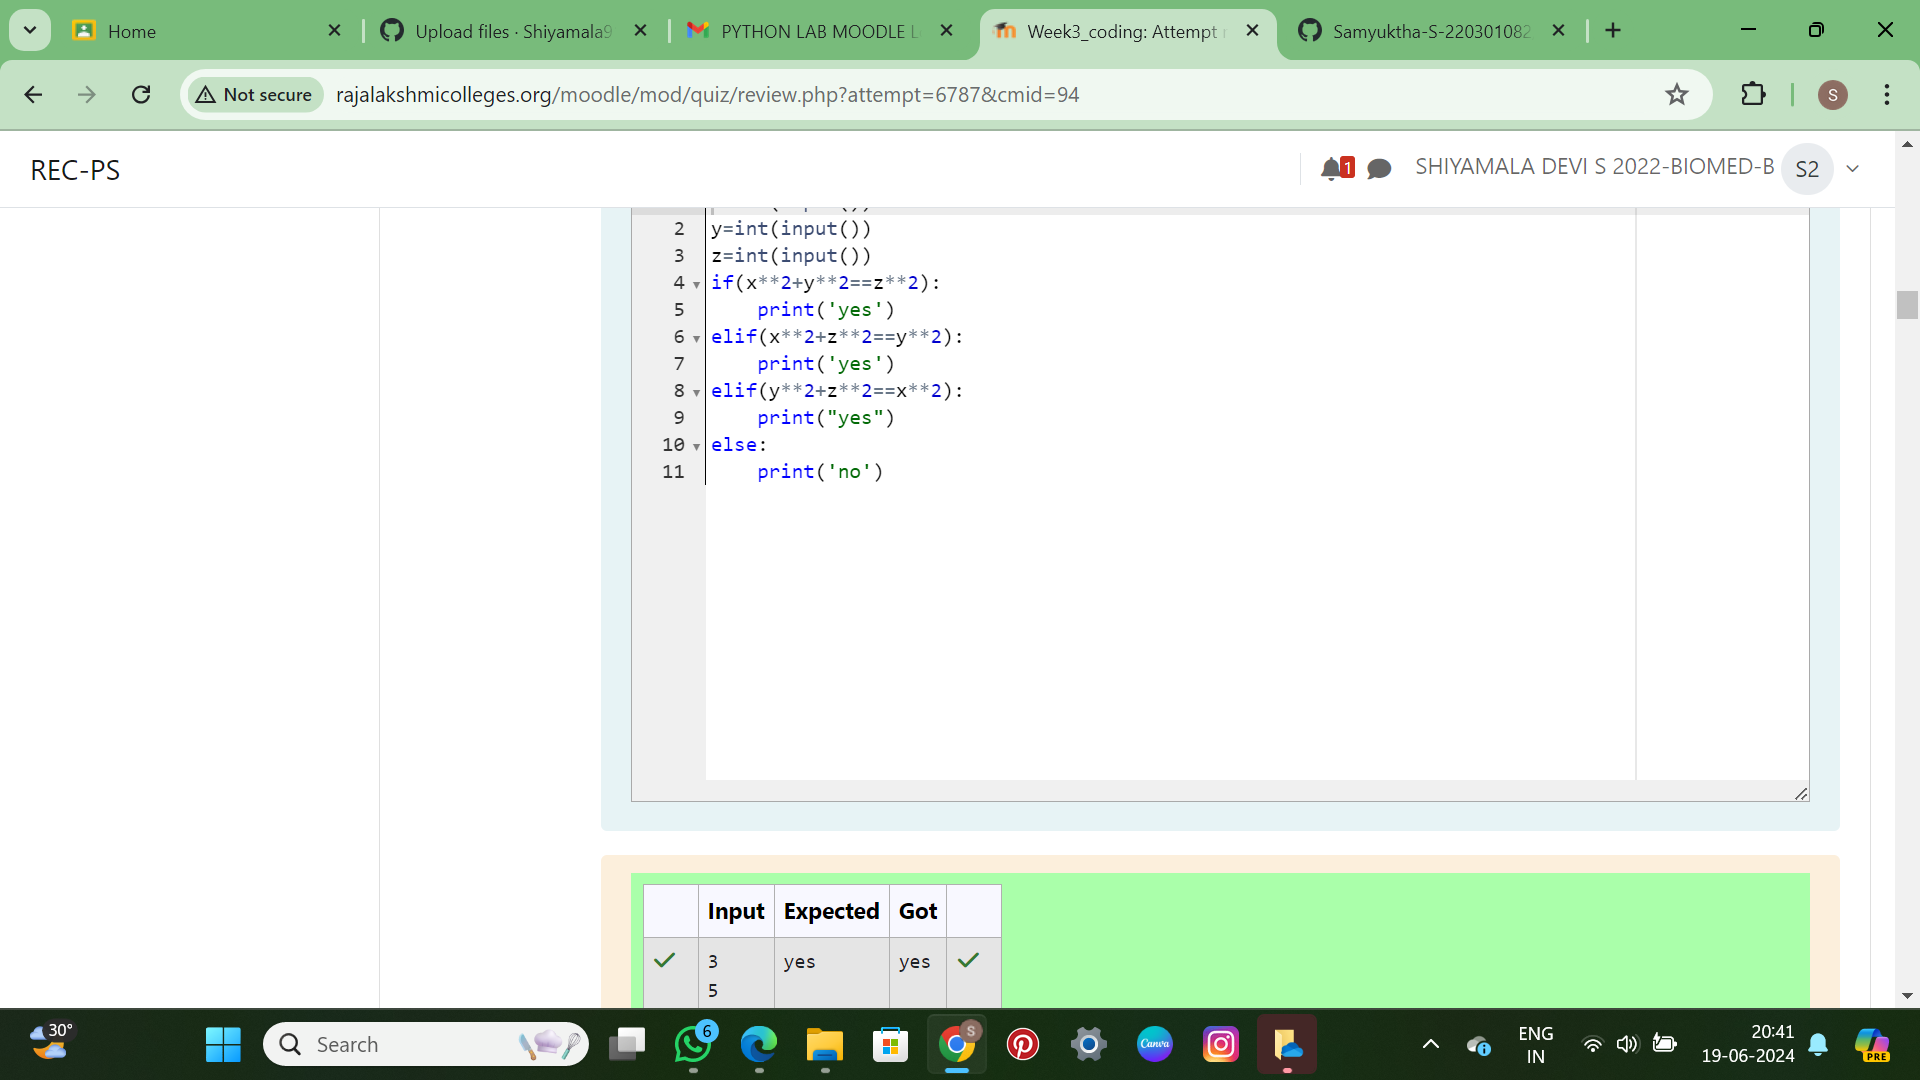 Home
Upload files · Shiyamala9
PYTHON LAB MOODLE L
Week3_coding: Attempt r
Samyuktha-S-220301082
Not secure
rajalakshmicolleges.org/moodle/mod/quiz/review.php?attempt=6787&cmid=94
S
REC-PS
1
SHIYAMALA DEVI S 2022-BIOMED-B
S2
2 y=int(input())
3 z=int(input())
4 if(x**2+y**2==z**2):
5 print('yes')
6 elif(x**2+z**2==y**2):
7 print('yes')
8 elif(y**2+z**2==x**2):
9 print("yes")
10 else:
11 print('no')
Input Expected Got
3 yes yes
5
30°
Search
6
S
Canva
ENG
IN
20:41
19-06-2024
PRE